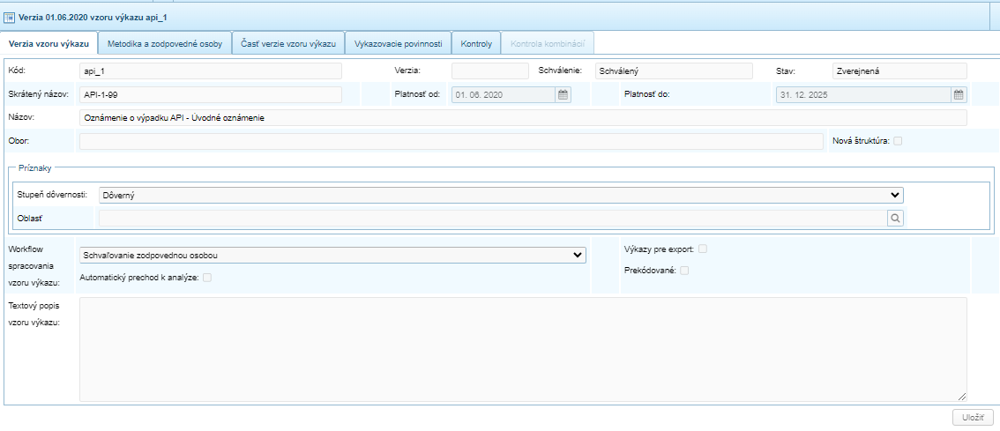 Verzia 01.06.2020 vzoru výkazu api_1
Verzia vzoru výkazu Metodika a zodpovedné osoby Časť verzie vzoru výkazu Vykazovacie povinnosti Kontroly Kontrola kombinácií
Kód: api_1 Verzia: Schválenie: Schválený Stav: Zverejnená
Skrátený názov: API-1-99 Platnosť od: 01. 06. 2020 Platnosť do: 31. 12. 2025
Názov: Oznámenie o výpadku API - Úvodné oznámenie
Obor: Nová štruktúra:
Príznaky
Stupeň dôvernosti: Dôverný
Oblasť
Workflow
spracovania
vzoru výkazu:
Schvaľovanie zodpovednou osobou
Automatický prechod k analýze:
Výkazy pre export:
Prekódované:
Textový popis
vzoru výkazu:
Uložiť